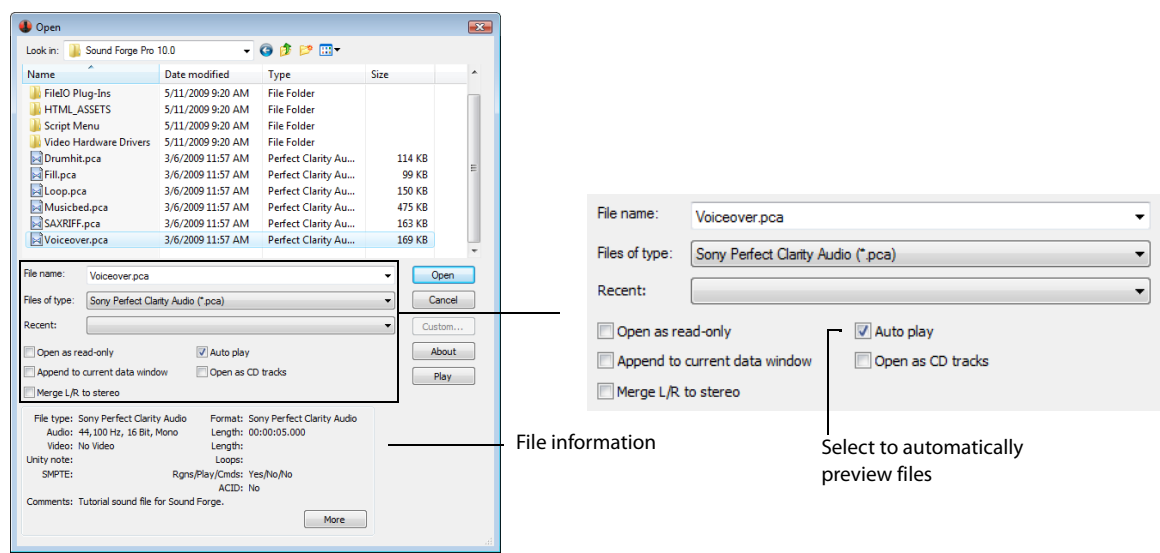 Open
Look in: Sound Forge Pro 10.0
Name Date modified Type Size
FileIO Plug-Ins 5/11/2009 9:20 AM File Folder
HTML_ASSETS 5/11/2009 9:20 AM File Folder
Script Menu 5/11/2009 9:20 AM File Folder
Video Hardware Drivers 5/11/2009 9:20 AM File Folder
Drumhit.pca 3/6/2009 11:57 AM Perfect Clarity Au... 114 KB
Fill.pca 3/6/2009 11:57 AM Perfect Clarity Au... 99 KB
Loop.pca 3/6/2009 11:57 AM Perfect Clarity Au... 150 KB
Musicbed.pca 3/6/2009 11:57 AM Perfect Clarity Au... 475 KB
SAXRIFF.pca 3/6/2009 11:57 AM Perfect Clarity Au... 163 KB
Voiceover.pca 3/6/2009 11:57 AM Perfect Clarity Au... 169 KB
File name: Voiceover.pca Open
Files of type: Sony Perfect Clarity Audio (*.pca) Cancel
Recent: Custom...
Open as read-only Auto play About
Append to current data window Open as CD tracks Play
Merge L/R to stereo
File type: Sony Perfect Clarity Audio Format: Sony Perfect Clarity Audio
Audio: 44,100 Hz, 16 Bit, Mono Length: 00:00:05.000
Video: No Video Length:
Unity note: Loops:
SMPTE: Rgns/Play/Cmds: Yes/No/No
ACID: No
Comments: Tutorial sound file for Sound Forge.
More
File information
File name: Voiceover.pca
Files of type: Sony Perfect Clarity Audio (*.pca)
Recent:
Open as read-only Auto play
Append to current data window Open as CD tracks
Merge L/R to stereo
Select to automatically
preview files